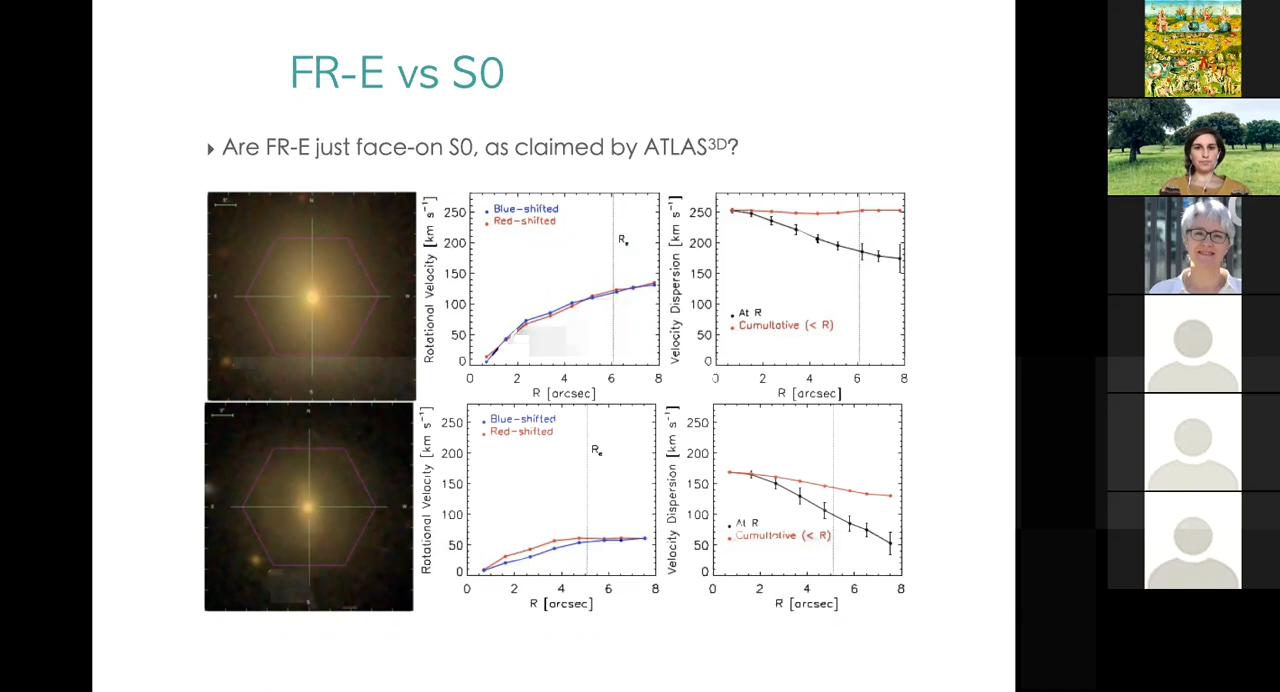 FR-E vs S0
Are FR-E just face-on S0, as claimed by ATLAS3D?
N
E
W
S
Rotational Velocity [km s⁻¹]
250
200
150
100
50
0
Blue-shifted
Red-shifted
Re
0 2 4 6 8
R [arcsec]
Velocity Dispersion [km s⁻¹]
250
200
150
100
50
0
At R
Cumultative (< R)
0 2 4 6 8
R [arcsec]
N
E
W
S
Rotational Velocity [km s⁻¹]
250
200
150
100
50
0
Blue-shifted
Red-shifted
Re
0 2 4 6 8
R [arcsec]
Velocity Dispersion [km s⁻¹]
250
200
150
100
50
0
At R
Cumultative (< R)
0 2 4 6 8
R [arcsec]